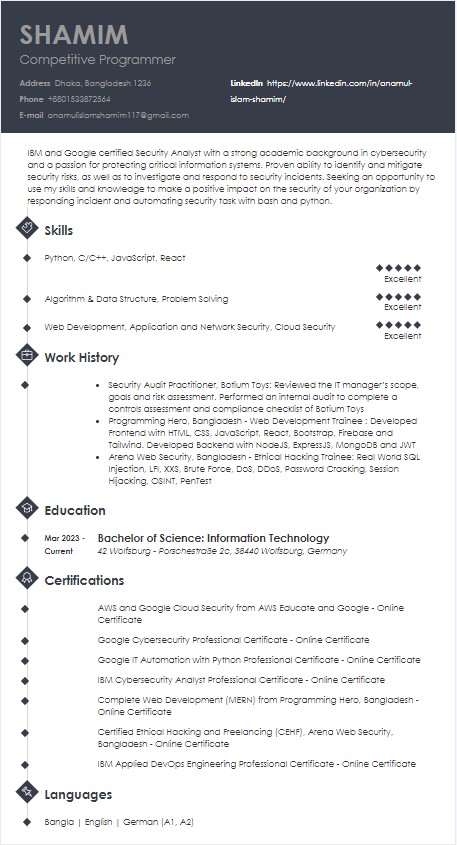 SHAMIM
Competitive Programmer
Address Dhaka, Bangladesh 1236
Phone +8801533872564
E-mail anamulislamshamim117@gmail.com
LinkedIn https://www.linkedin.com/in/anamul-
islam-shamim/
IBM and Google certified Security Analyst with a strong academic background in cybersecurity
and a passion for protecting critical information systems. Proven ability to identify and mitigate
security risks, as well as to investigate and respond to security incidents. Seeking an opportunity to
use my skills and knowledge to make a positive impact on the security of your organization by
responding incident and automating security task with bash and python.
Skills
Python, C/C++, JavaScript, React
Excellent
Algorithm & Data Structure, Problem Solving
Excellent
Web Development, Application and Network Security, Cloud Security
Excellent
Work History
Security Audit Practitioner, Botium Toys: Reviewed the IT manager's scope,
goals and risk assessment. Performed an internal audit to complete a
controls assessment and compliance checklist of Botium Toys
Programming Hero, Bangladesh - Web Development Trainee : Developed
Frontend with HTML, CSS, JavaScript, React, Bootstrap, Firebase and
Tailwind. Developed Backend with NodeJS, ExpressJS, MongoDB and JWT
Arena Web Security, Bangladesh - Ethical Hacking Trainee: Real World SQL
Injection, LFI, XXS, Brute Force, DoS, DDoS, Password Cracking, Session
Hijacking, OSINT, PenTest
Education
Mar 2023 -
Current
Bachelor of Science: Information Technology
42 Wolfsburg - Porschestraße 2c, 38440 Wolfsburg, Germany
Certifications
AWS and Google Cloud Security from AWS Educate and Google - Online
Certificate
Google Cybersecurity Professional Certificate - Online Certificate
Google IT Automation with Python Professional Certificate - Online Certificate
IBM Cybersecurity Analyst Professional Certificate - Online Certificate
Complete Web Development (MERN) from Programming Hero, Bangladesh -
Online Certificate
Certified Ethical Hacking and Freelancing (CEHF), Arena Web Security,
Bangladesh - Online Certificate
IBM Applied DevOps Engineering Professional Certificate - Online Certificate
Languages
Bangla | English | German (A1, A2)